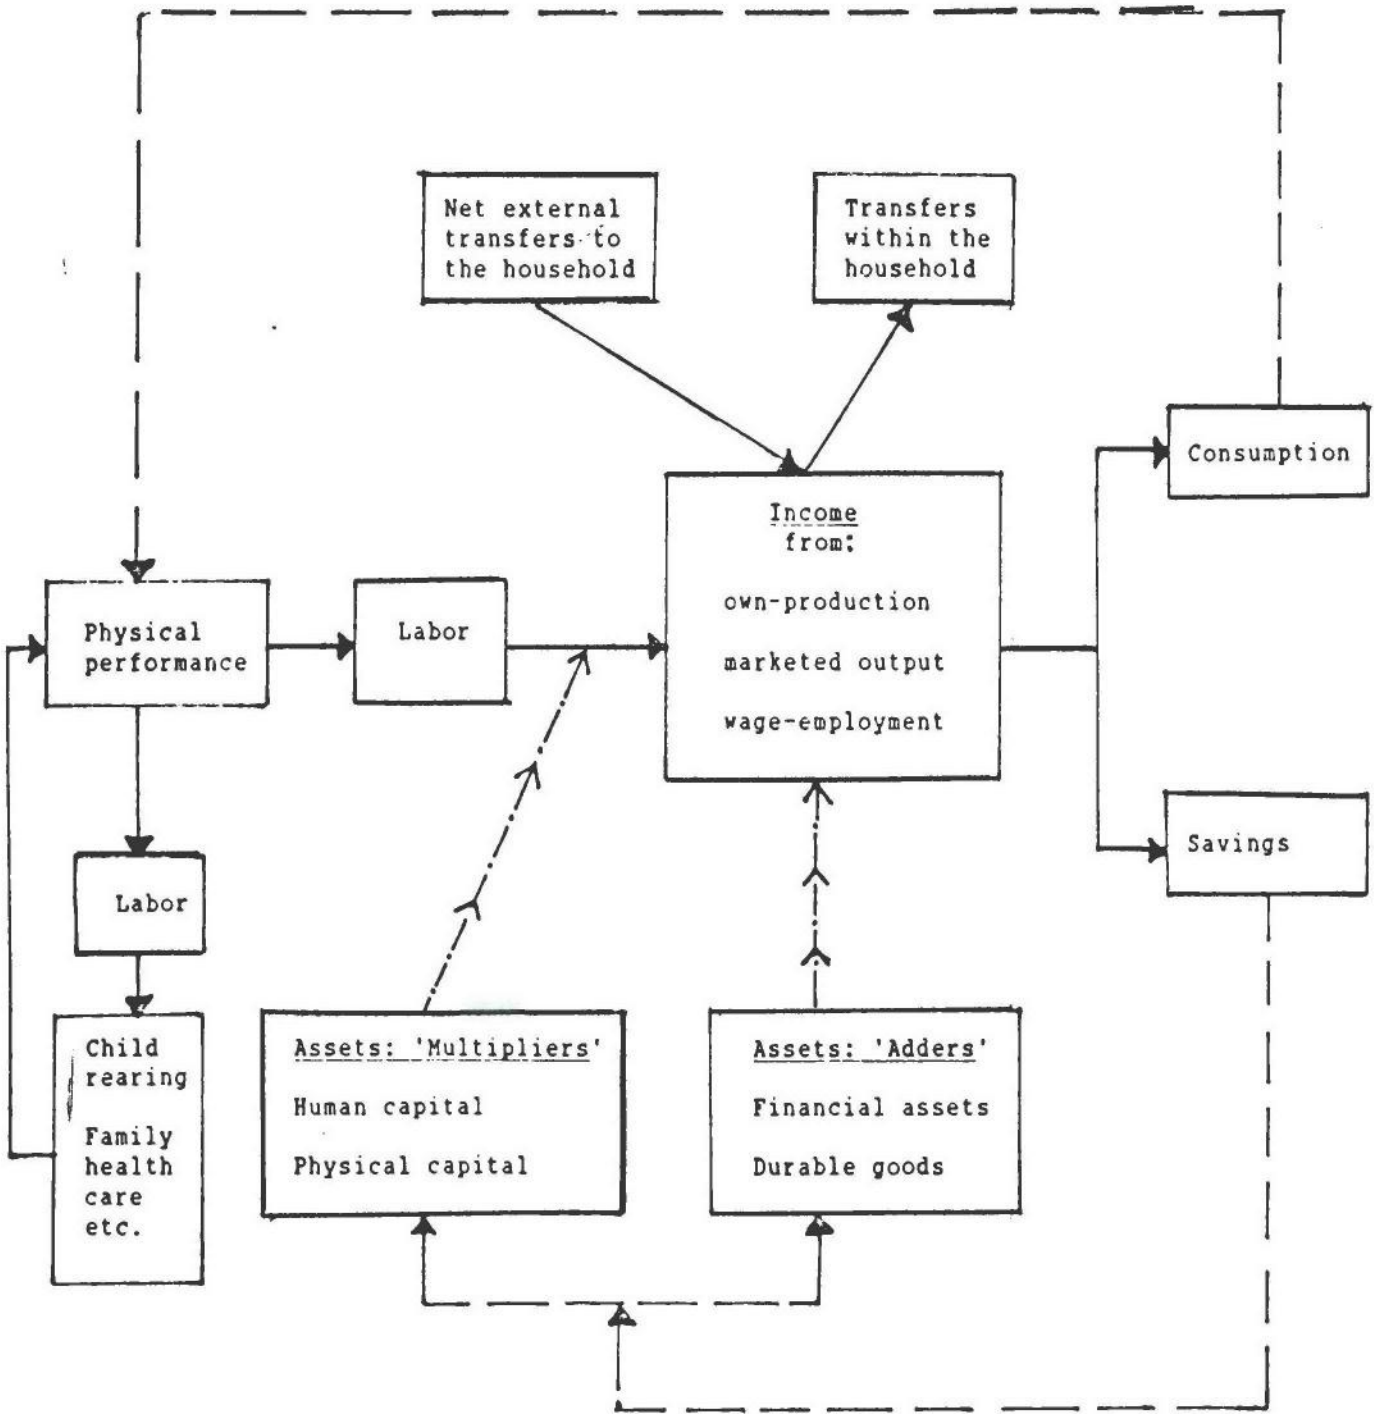 Net external
transfers to
the household
Transfers
within the
household
Consumption
Income
from:
own-production
marketed output
wage-employment
Physical
performance
Labor
Savings
Labor
Child
rearing
Family
health
care
etc.
Assets: 'Multipliers'
Human capital
Physical capital
Assets: 'Adders'
Financial assets
Durable goods